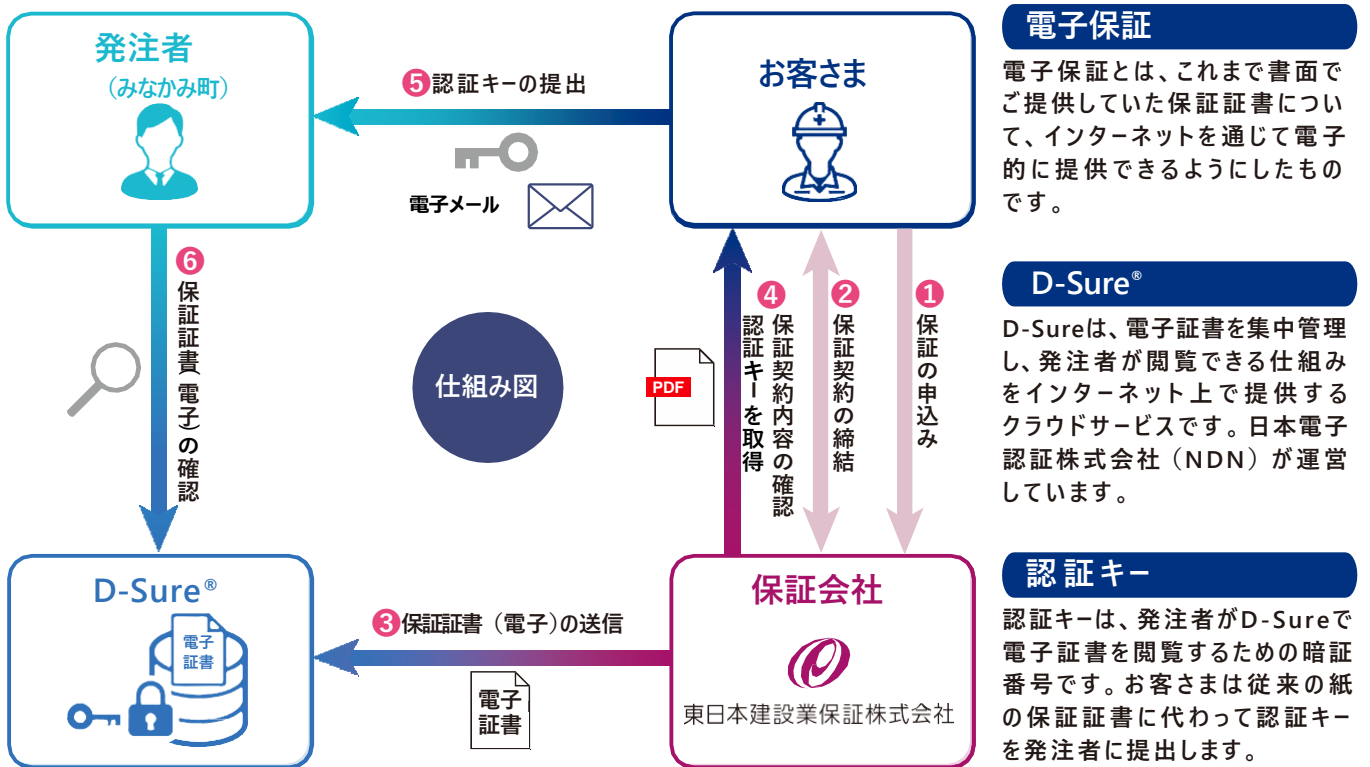 発注者
（みなかみ町）
❺認証キーの提出
電子メール
お客さま
❻保証証書（電子）の確認
仕組み図
PDF
❹保証契約内容の確認
認証キーを取得
❷保証契約の締結
❶保証の申込み
D-Sure®
電子
証書
❸保証証書（電子）の送信
電子
証書
保証会社
東日本建設業保証株式会社
電子保証
電子保証とは、これまで書面で
ご提供していた保証証書につい
て、インターネットを通じて電子
的に提供できるようにしたもの
です。
D-Sure®
D-Sureは、電子証書を集中管理
し、発注者が閲覧できる仕組み
をインターネット上で提供する
クラウドサービスです。日本電子
認証株式会社（NDN）が運営
しています。
認証キー
認証キーは、発注者がD-Sureで
電子証書を閲覧するための暗証
番号です。お客さまは従来の紙
の保証証書に代わって認証キー
を発注者に提出します。